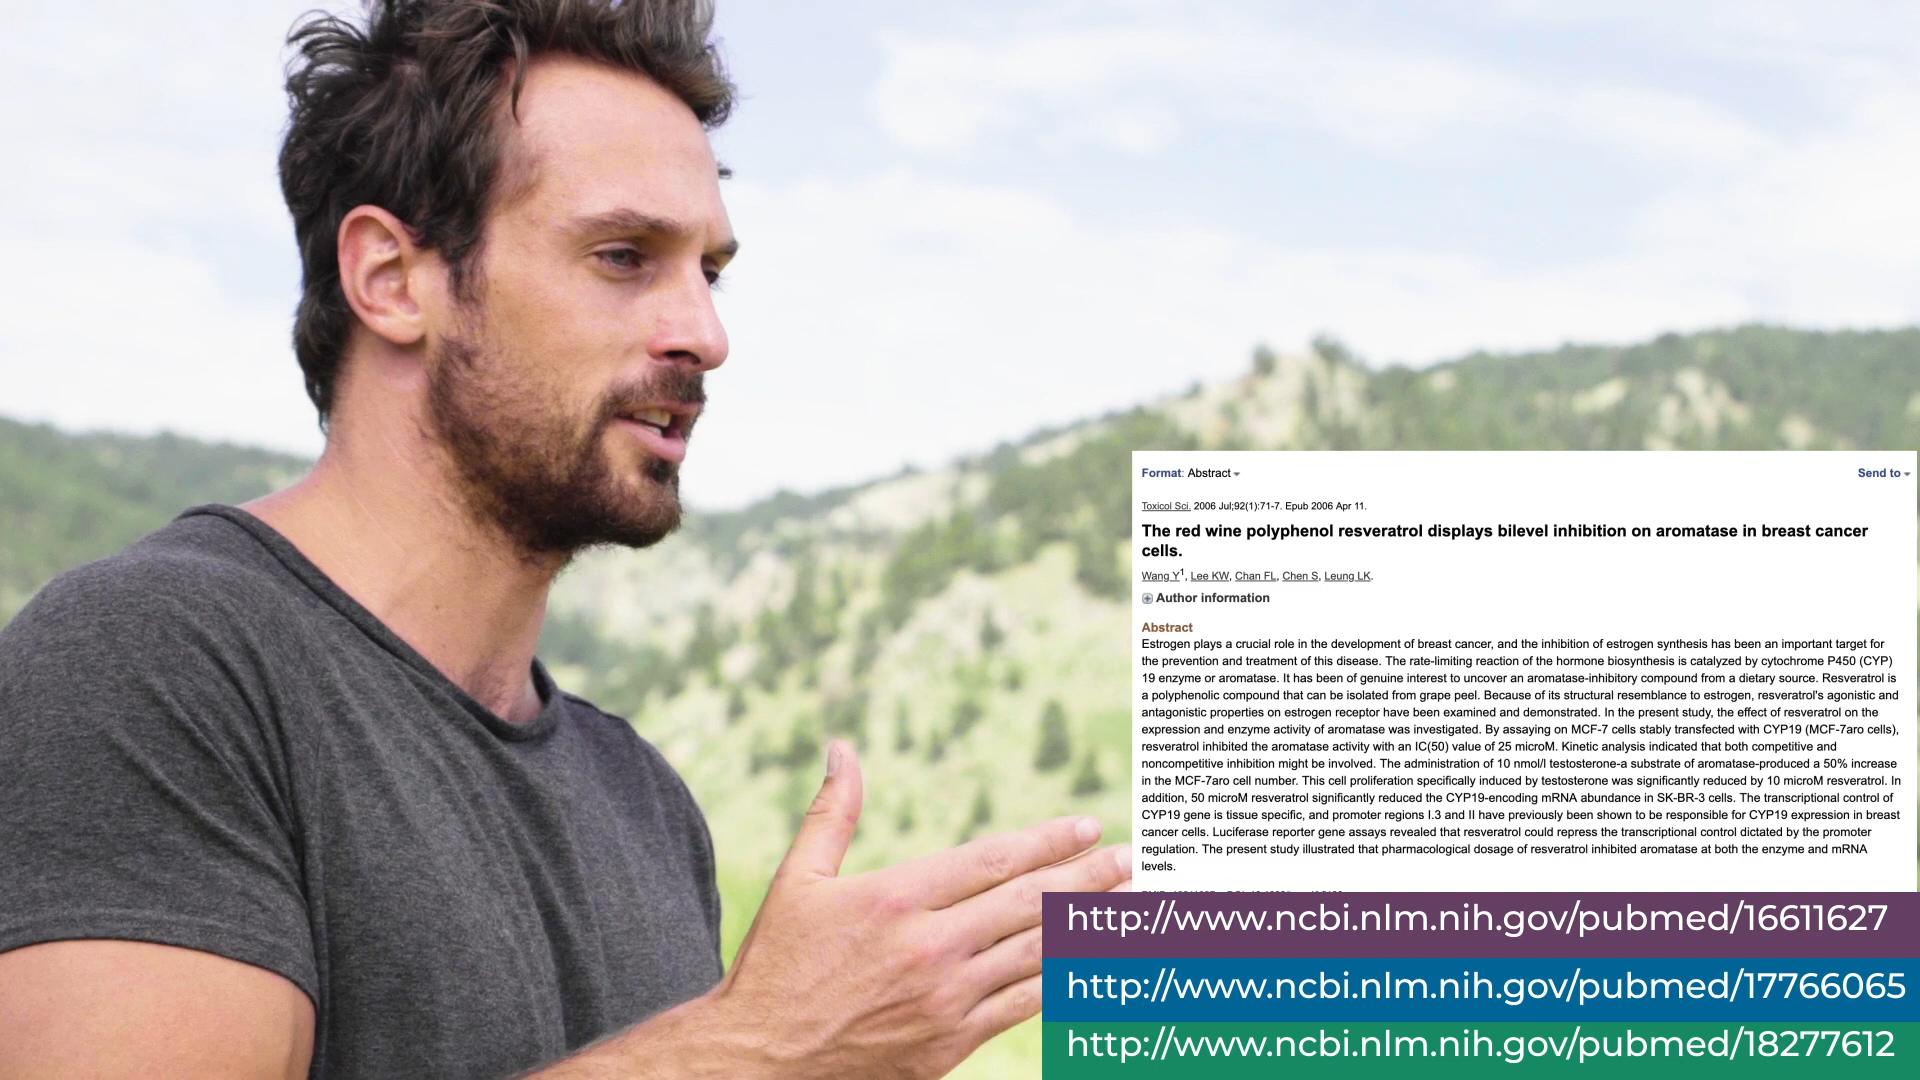 Format: Abstract
Send to
Toxicol Sci. 2006 Jul;92(1):71-7. Epub 2006 Apr 11.
The red wine polyphenol resveratrol displays bilevel inhibition on aromatase in breast cancer
cells.
Wang Y1, Lee KW, Chan FL, Chen S, Leung LK.
Author information
Abstract
Estrogen plays a crucial role in the development of breast cancer, and the inhibition of estrogen synthesis has been an important target for
the prevention and treatment of this disease. The rate-limiting reaction of the hormone biosynthesis is catalyzed by cytochrome P450 (CYP)
19 enzyme or aromatase. It has been of genuine interest to uncover an aromatase-inhibitory compound from a dietary source. Resveratrol is
a polyphenolic compound that can be isolated from grape peel. Because of its structural resemblance to estrogen, resveratrol's agonistic and
antagonistic properties on estrogen receptor have been examined and demonstrated. In the present study, the effect of resveratrol on the
expression and enzyme activity of aromatase was investigated. By assaying on MCF-7 cells stably transfected with CYP19 (MCF-7aro cells),
resveratrol inhibited the aromatase activity with an IC(50) value of 25 microM. Kinetic analysis indicated that both competitive and
noncompetitive inhibition might be involved. The administration of 10 nmol/l testosterone-a substrate of aromatase-produced a 50% increase
in the MCF-7aro cell number. This cell proliferation specifically induced by testosterone was significantly reduced by 10 microM resveratrol. In
addition, 50 microM resveratrol significantly reduced the CYP19-encoding mRNA abundance in SK-BR-3 cells. The transcriptional control of
CYP19 gene is tissue specific, and promoter regions I.3 and II have previously been shown to be responsible for CYP19 expression in breast
cancer cells. Luciferase reporter gene assays revealed that resveratrol could repress the transcriptional control dictated by the promoter
regulation. The present study illustrated that pharmacological dosage of resveratrol inhibited aromatase at both the enzyme and mRNA
levels.
http://www.ncbi.nlm.nih.gov/pubmed/16611627
http://www.ncbi.nlm.nih.gov/pubmed/17766065
http://www.ncbi.nlm.nih.gov/pubmed/18277612